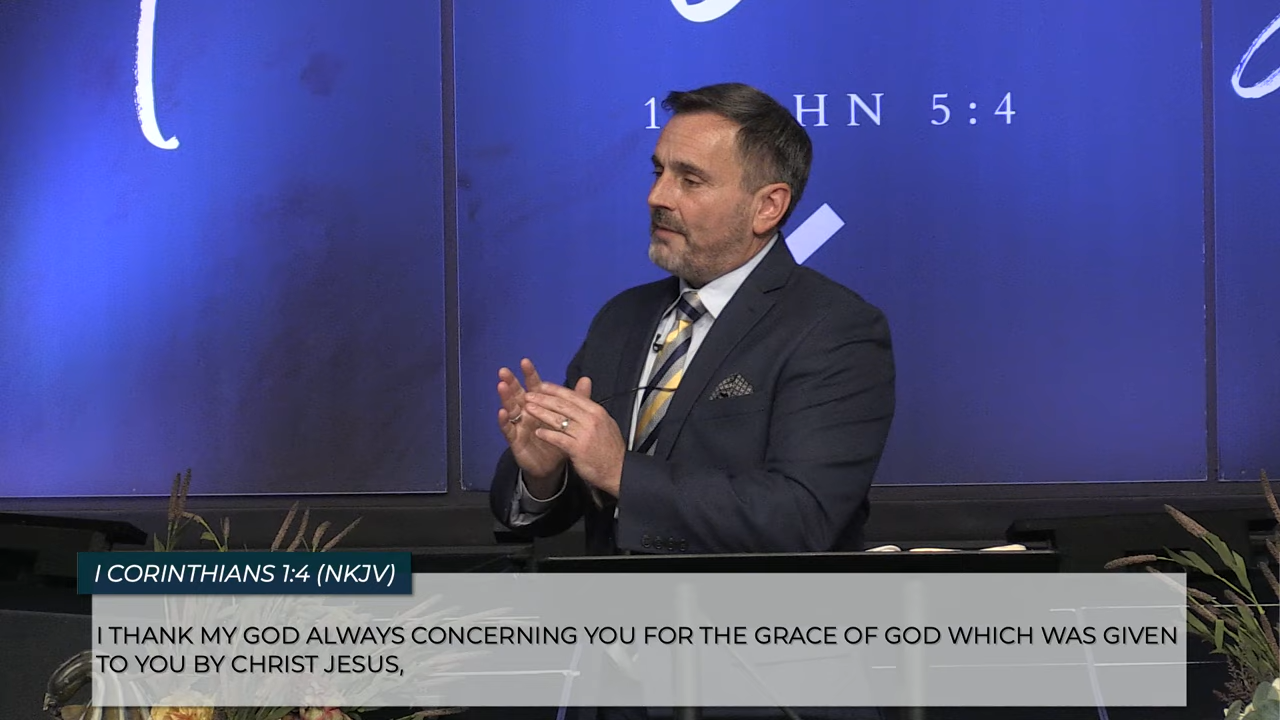 1 HN 5:4
I CORINTHIANS 1:4 (NKJV)
I THANK MY GOD ALWAYS CONCERNING YOU FOR THE GRACE OF GOD WHICH WAS GIVEN
TO YOU BY CHRIST JESUS,